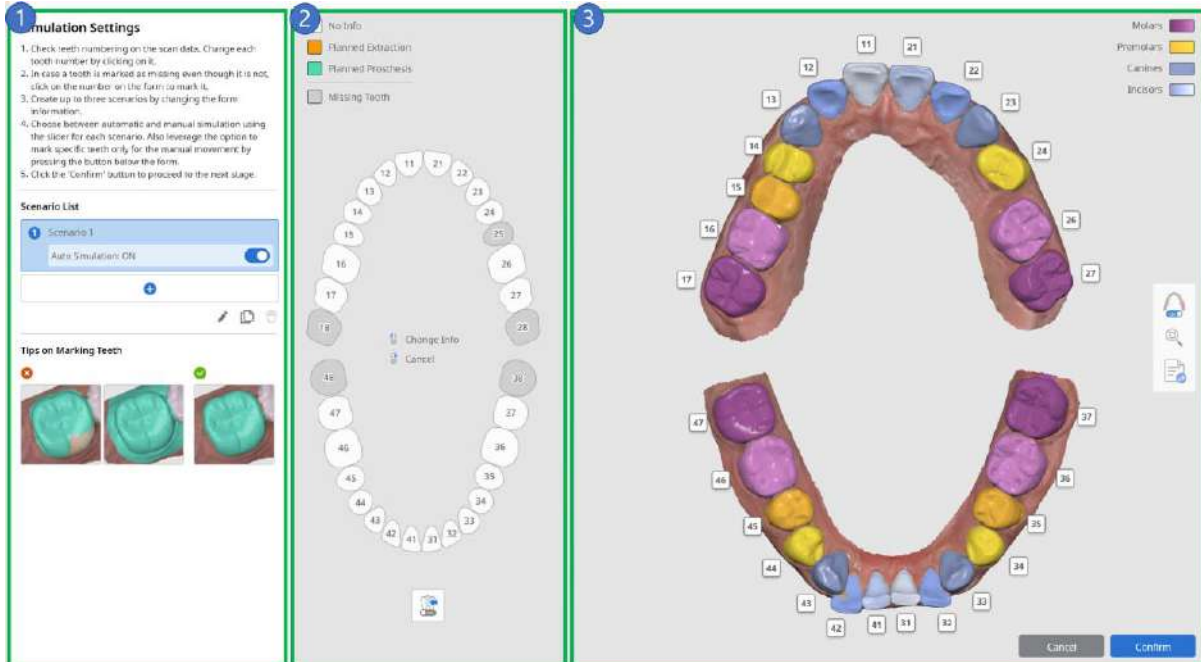 1
Simulation Settings
1. Check teeth numbering on the scan data. Change each
tooth number by clicking on it.
2. In case a tooth is marked as missing even though it is not,
click on the number on the form to mark it.
3. Create up to three scenarios by changing the form
information.
4. Choose between automatic and manual simulation using
the slider for each scenario. Also leverage the option to
mark specific teeth only for the manual movement by
pressing the button below the form.
5. Click the 'Confirm' button to proceed to the next stage.
Scenario List
1 Scenario 1
Auto Simulation: ON
Tips on Marking Teeth
2
No Info
Planned Extraction
Planned Prosthesis
Missing Tooth
11 21
12 22
13 23
14 24
15 25
16 26
17 27
18 28
Change Info
Cancel
48 38
47 37
46 36
45 35
44 34
43 33
42 41 31 32
3
Molars
Premolars
Canines
Incisors
11 21
12 22
13 23
14 24
15
16 26
17 27
47 37
46 36
45 35
44 34
43 33
42 41 31 32
Cancel Confirm